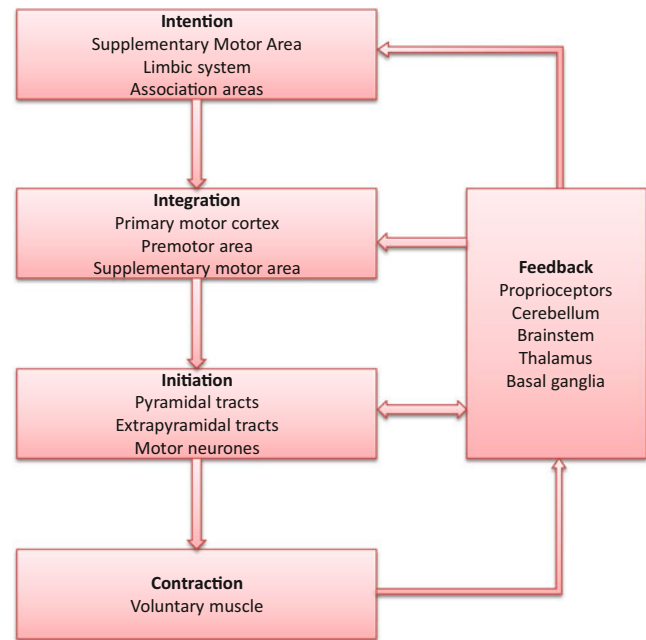 Intention
Supplementary Motor Area
Limbic system
Association areas
Integration
Primary motor cortex
Premotor area
Supplementary motor area
Initiation
Pyramidal tracts
Extrapyramidal tracts
Motor neurones
Contraction
Voluntary muscle
Feedback
Proprioceptors
Cerebellum
Brainstem
Thalamus
Basal ganglia